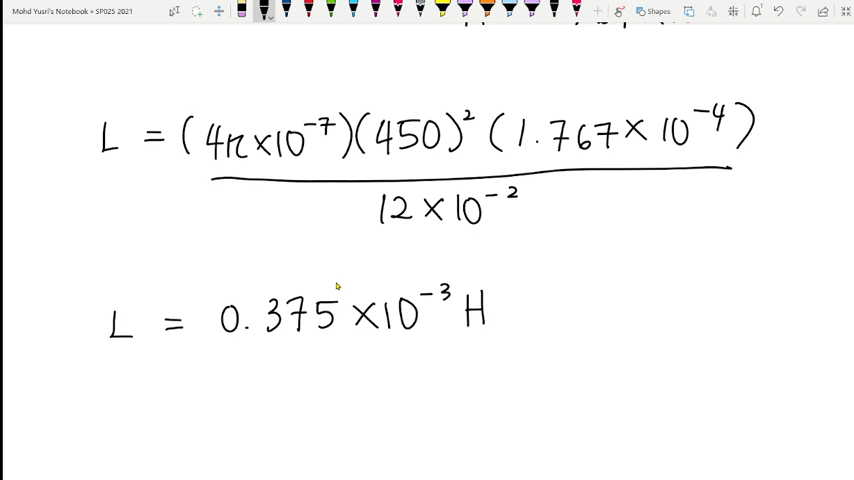 Mohd Yusri's Notebook » SP025 2021
Shapes
L = (4π×10⁻⁷)(450)² (1.767 × 10⁻⁴)
12 × 10⁻²
L = 0.375 ×10⁻³ H